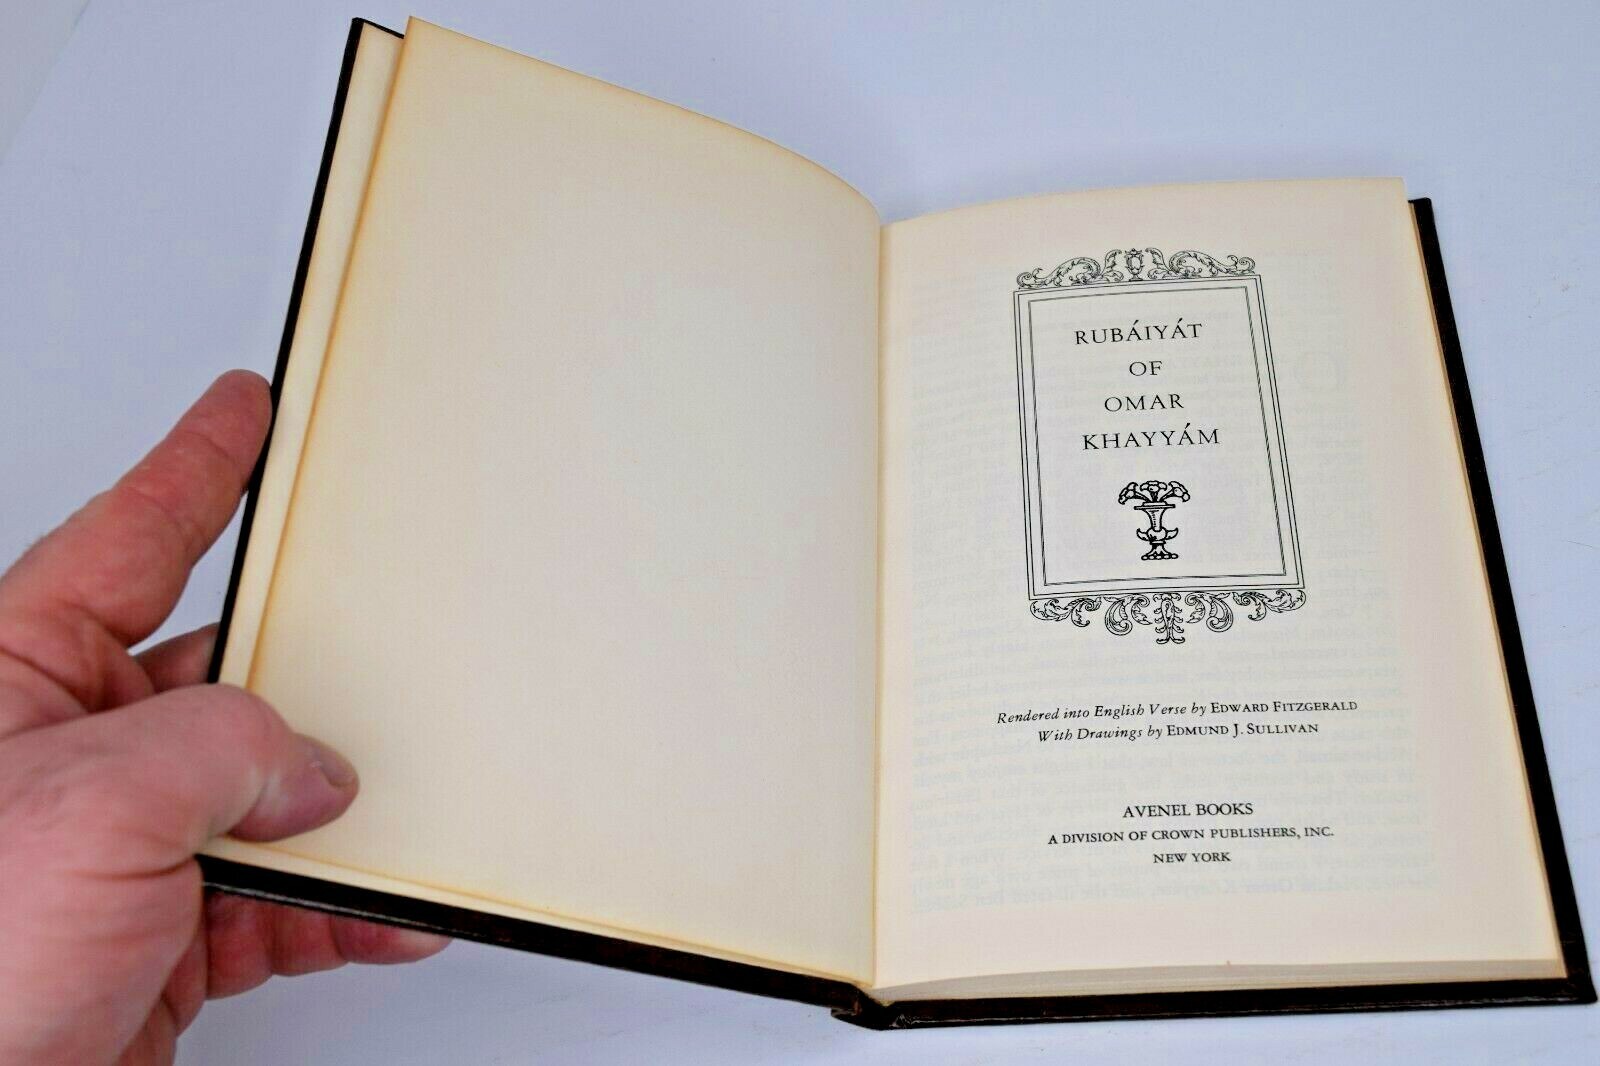 RUBÁIYÁT
OF
OMAR
KHAYYÁM
Rendered into English Verse by EDWARD FITZGERALD
With Drawings by EDMUND J. SULLIVAN
AVENEL BOOKS
A DIVISION OF CROWN PUBLISHERS, INC.
NEW YORK